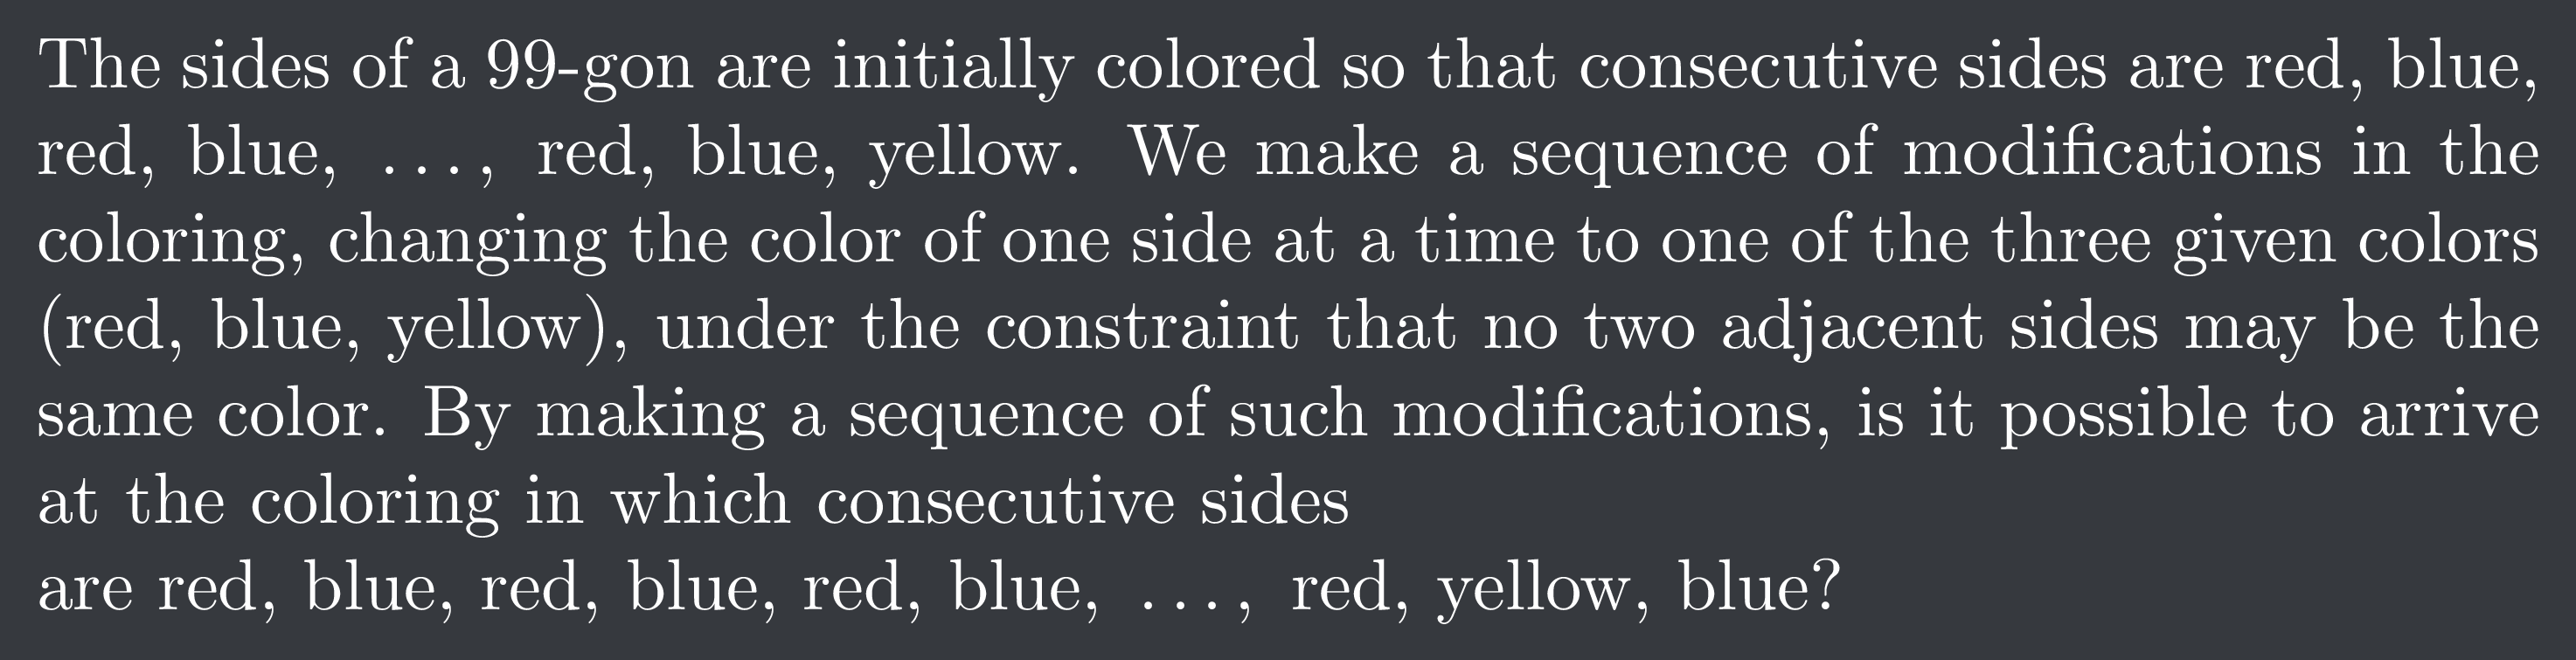 The sides of a 99-gon are initially colored so that consecutive sides are red, blue,
red, blue, ..., red, blue, yellow. We make a sequence of modifications in the
coloring, changing the color of one side at a time to one of the three given colors
(red, blue, yellow), under the constraint that no two adjacent sides may be the
same color. By making a sequence of such modifications, is it possible to arrive
at the coloring in which consecutive sides
are red, blue, red, blue, red, blue, ..., red, yellow, blue?